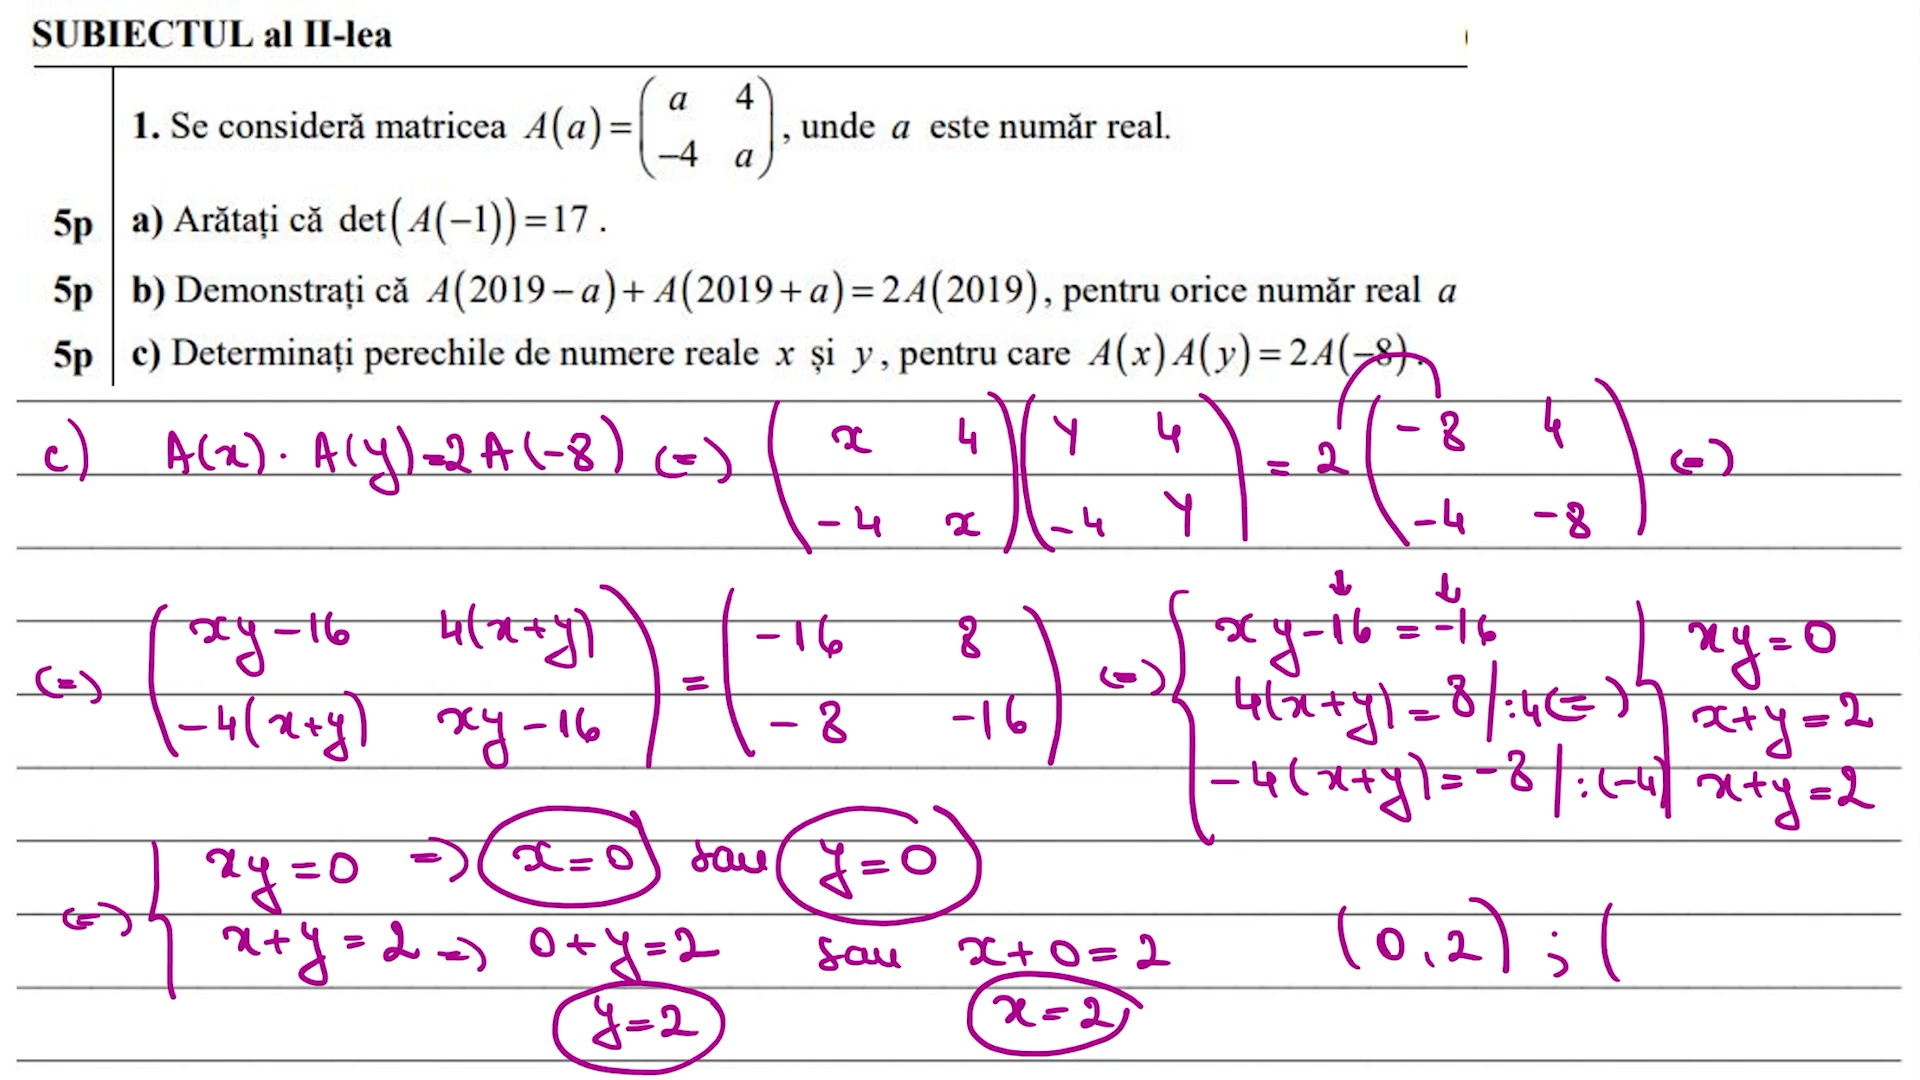 SUBIECTUL al II-lea
1. Se consideră matricea A(a)=(a 4 -4 a), unde a este număr real.
5p a) Arătați că det(A(−1))=17.
5p b) Demonstrați că A(2019−a)+A(2019+a)=2A(2019), pentru orice număr real a
5p c) Determinați perechile de numere reale x și y, pentru care A(x)A(y)=2A(−8).
c) A(x)·A(y)=2A(-8) (=) (x 4 -4 x)(y 4 -4 y) = 2(-8 4 -4 -8) (=)
(=) (xy-16 4(x+y) -4(x+y) xy-16) = (-16 8 -8 -16) (=) { xy-16 = -16 } xy=0
4(x+y)=8 |:4 (=) x+y=2
-4(x+y)=-8 |:(-4) x+y=2
(=) { xy=0 =) x=0 sau y=0
x+y=2 =) 0+y=2 sau x+0=2 (0,2) ; (
y=2 x=2